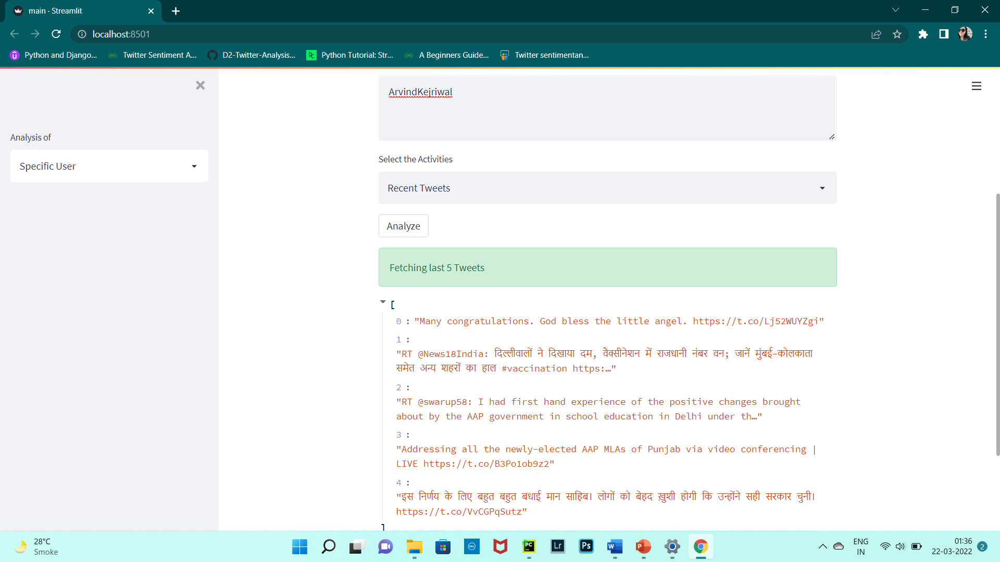 main · Streamlit
localhost:8501
Python and Django...
Twitter Sentiment A...
D2-Twitter-Analysis...
Python Tutorial: Str...
A Beginners Guide...
Twitter sentimentan...
Analysis of
Specific User
ArvindKejriwal
Select the Activities
Recent Tweets
Analyze
Fetching last 5 Tweets
[
0 : "Many congratulations. God bless the little angel. https://t.co/Lj52WUYZgi"
1 :
"RT @News18India: दिल्लीवालों ने दिखाया दम, वैक्सीनेशन में राजधानी नंबर वन; जानें मुंबई-कोलकाता
समेत अन्य शहरों का हाल #vaccination https:…"
2 :
"RT @swarup58: I had first hand experience of the positive changes brought
about by the AAP government in school education in Delhi under th…"
3 :
"Addressing all the newly-elected AAP MLAs of Punjab via video conferencing |
LIVE https://t.co/B3Po1ob9z2"
4 :
"इस निर्णय के लिए बहुत बहुत बधाई मान साहिब। लोगों को बेहद ख़ुशी होगी कि उन्होंने सही सरकार चुनी।
https://t.co/VvCGPqSutz"
]
28°C
Smoke
PC
Lr
Ps
W
P
ENG
IN
01:36
22-03-2022
2